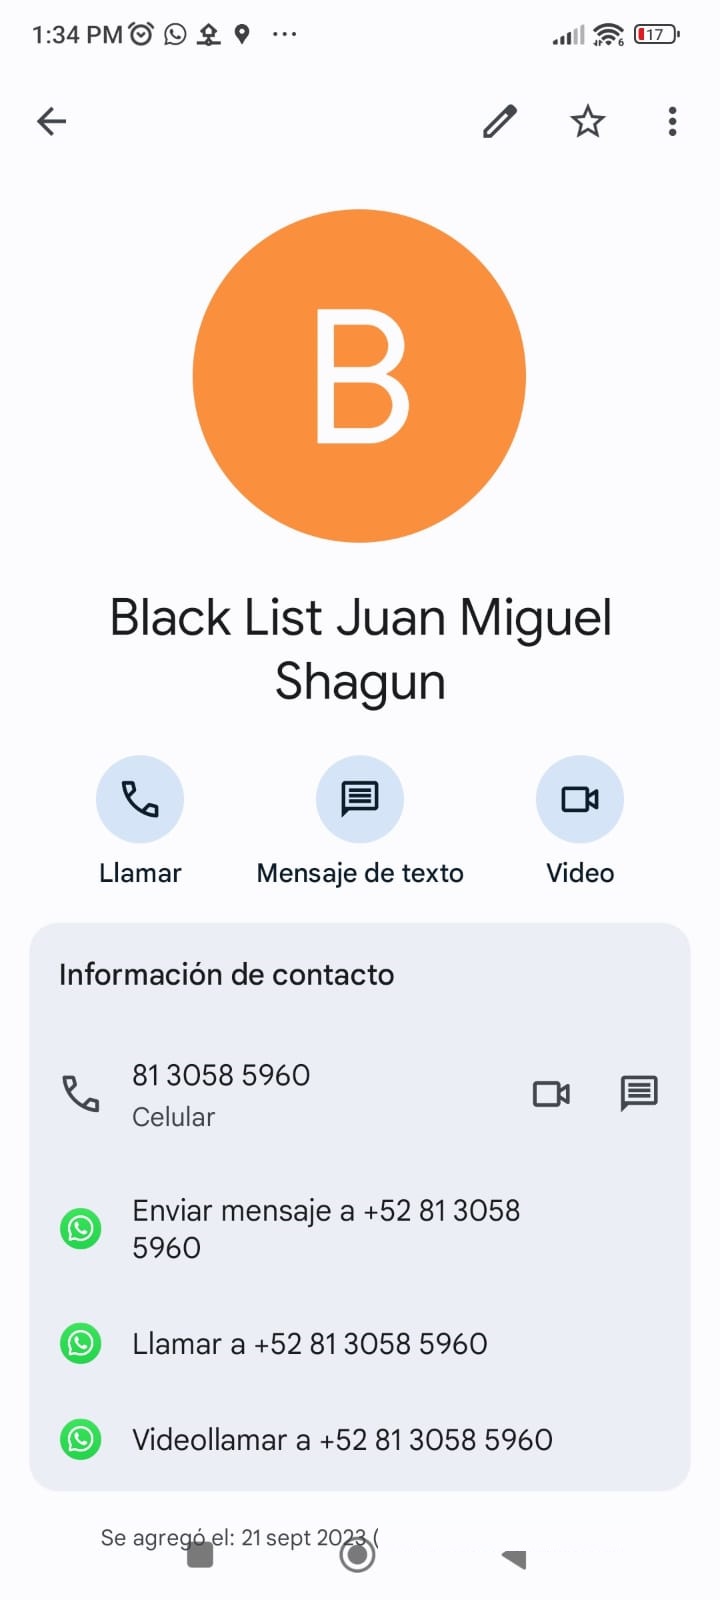 1:34 PM
17
B
Black List Juan Miguel
Shagun
Llamar
Mensaje de texto
Video
Información de contacto
81 3058 5960
Celular
Enviar mensaje a +52 81 3058
5960
Llamar a +52 81 3058 5960
Videollamar a +52 81 3058 5960
Se agregó el: 21 sept 2023 (